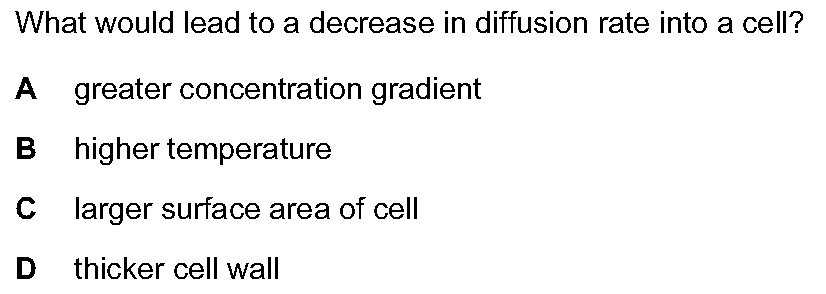 What would lead to a decrease in diffusion rate into a cell?
A greater concentration gradient
B higher temperature
C larger surface area of cell
D thicker cell wall